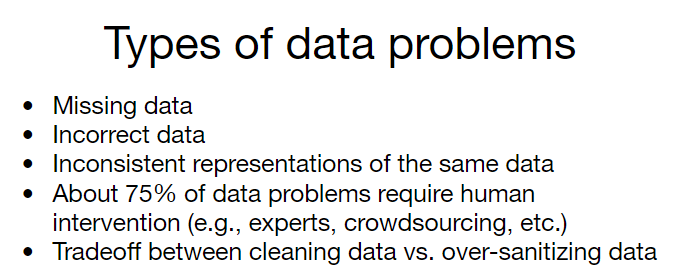 Types of data problems
• Missing data
• Incorrect data
• Inconsistent representations of the same data
• About 75% of data problems require human
intervention (e.g., experts, crowdsourcing, etc.)
• Tradeoff between cleaning data vs. over-sanitizing data